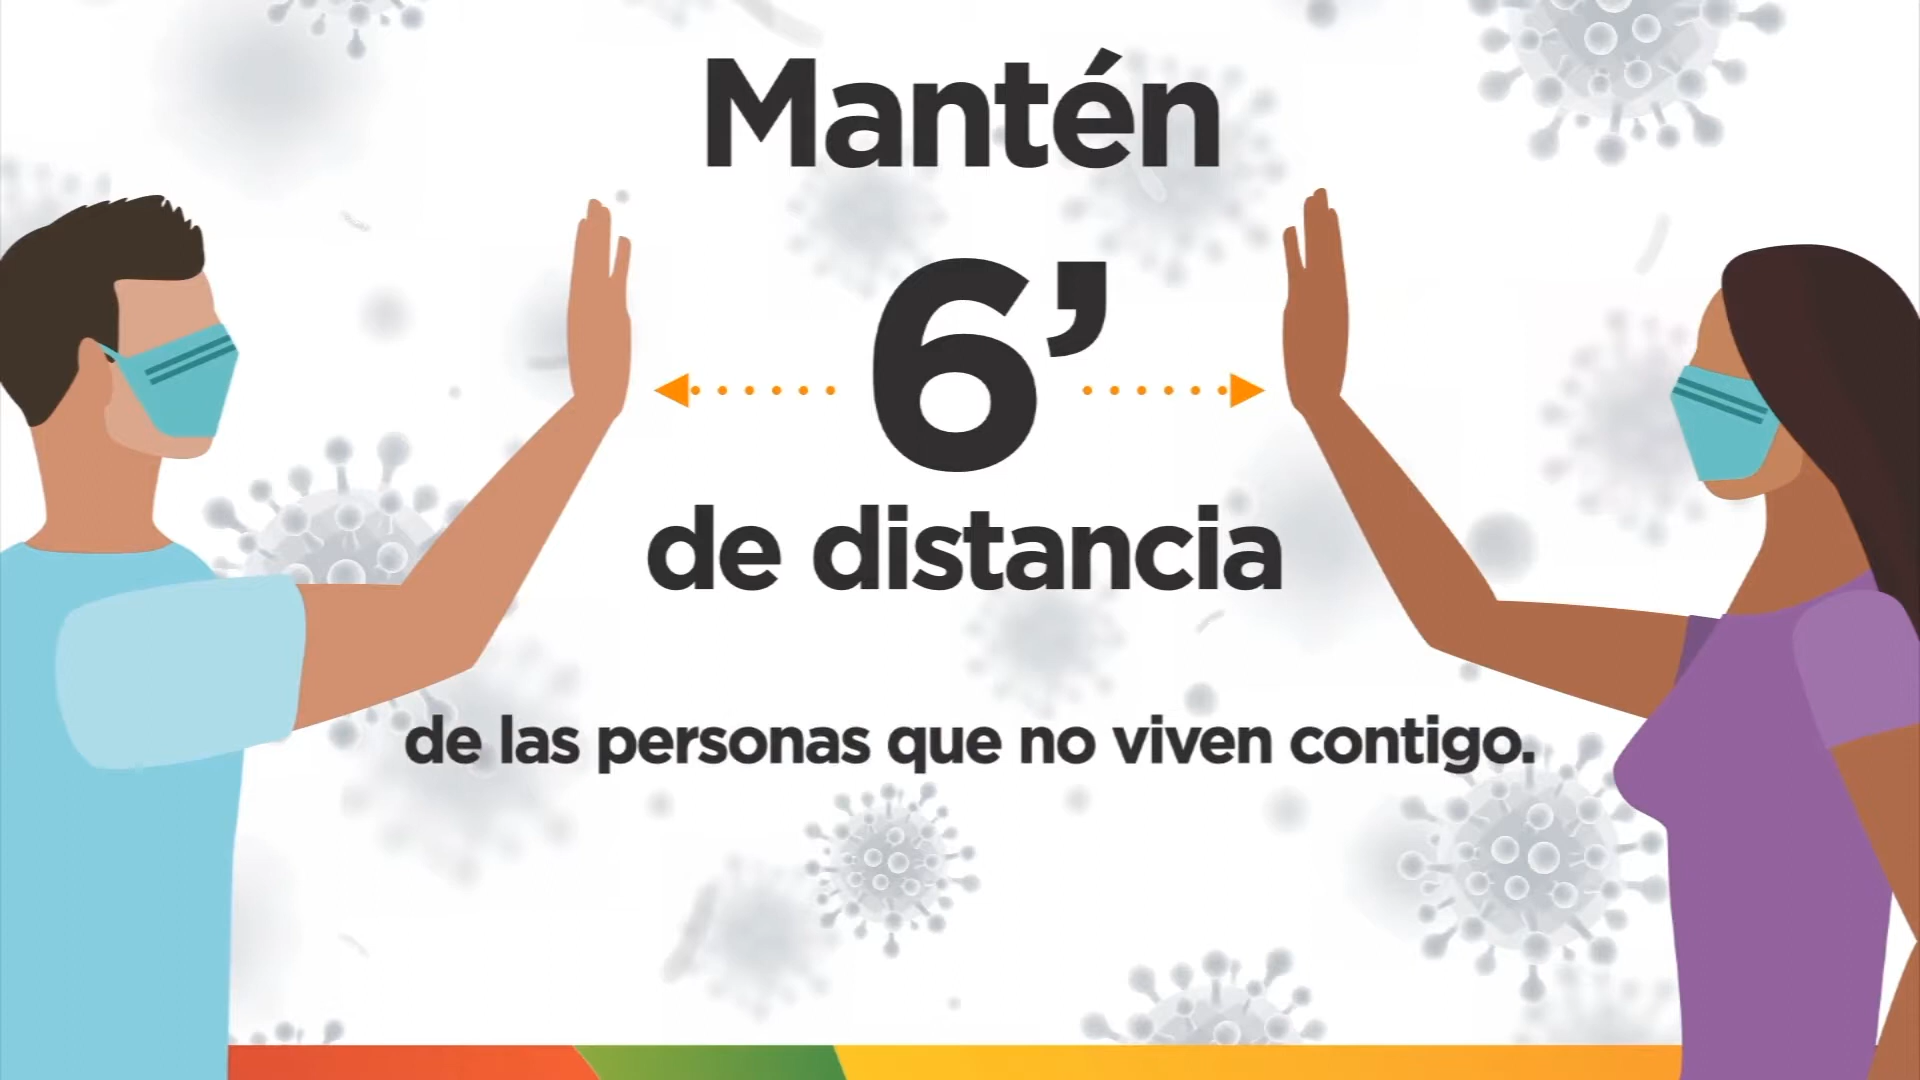 Mantén
6’
de distancia
de las personas que no viven contigo.